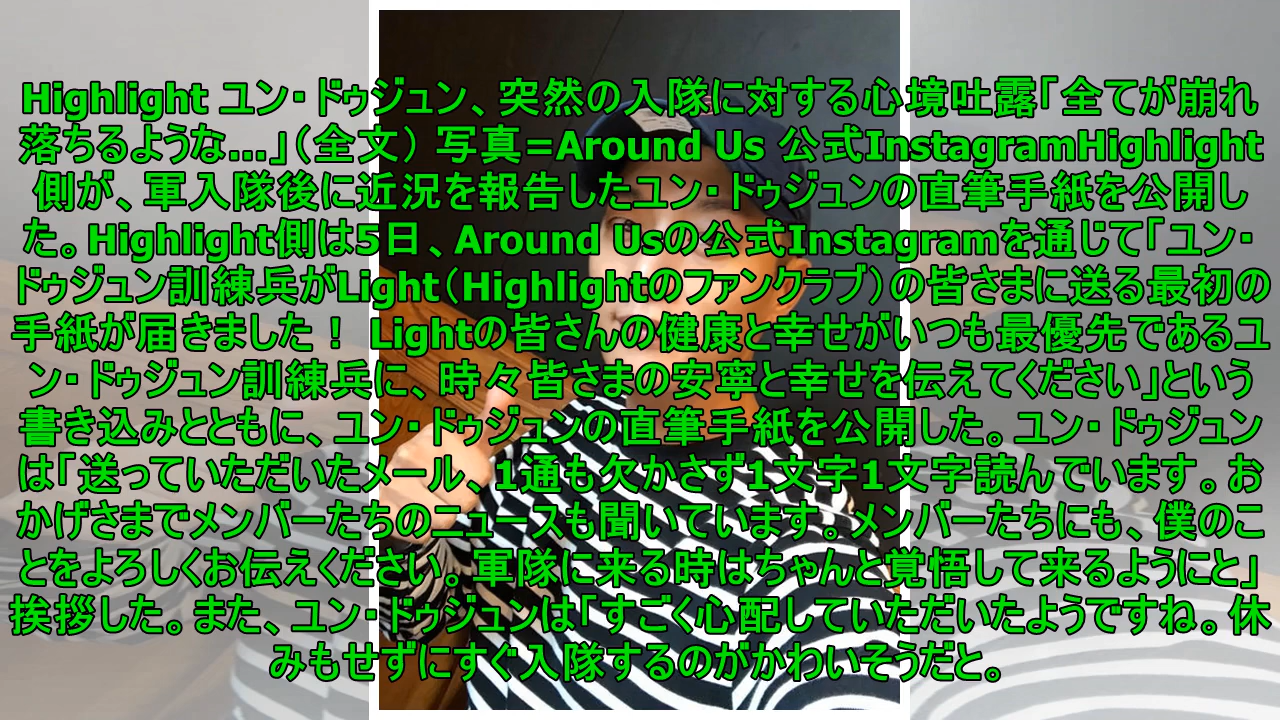 Highlight ユン・ドゥジュン、突然の入隊に対する心境吐露「全てが崩れ
落ちるような...」（全文） 写真=Around Us 公式InstagramHighlight
側が、軍入隊後に近況を報告したユン・ドゥジュンの直筆手紙を公開し
た。Highlight側は5日、Around Usの公式Instagramを通じて「ユン・
ドゥジュン訓練兵がLight（Highlightのファンクラブ）の皆さまに送る最初の
手紙が届きました！ Lightの皆さんの健康と幸せがいつも最優先であるユ
ン・ドゥジュン訓練兵に、時々皆さまの安寧と幸せを伝えてください」という
書き込みとともに、ユン・ドゥジュンの直筆手紙を公開した。ユン・ドゥジュン
は「送っていただいたメール、1通も欠かさず1文字1文字読んでいます。お
かげさまでメンバーたちのニュースも聞いています。メンバーたちにも、僕のこ
とをよろしくお伝えください。軍隊に来る時はちゃんと覚悟して来るようにと」
挨拶した。また、ユン・ドゥジュンは「すごく心配していただいたようですね。休
みもせずにすぐ入隊するのがかわいそうだと。